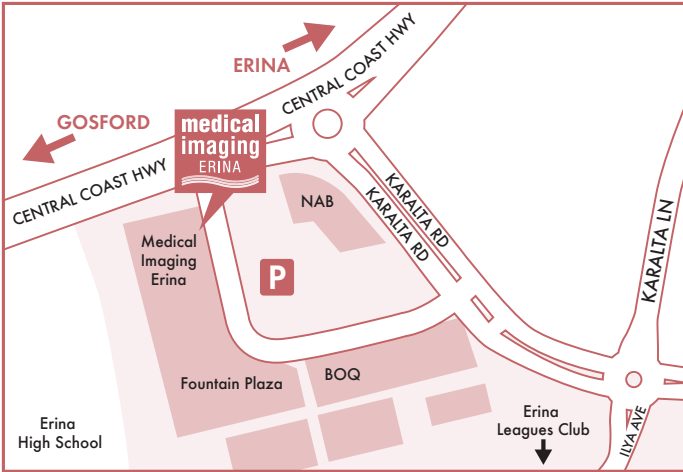 ERINA
CENTRAL COAST HWY
GOSFORD
medical
imaging
ERINA
CENTRAL COAST HWY
NAB
KARALTA RD
KARALTA RD
KARALTA LN
Medical
Imaging
Erina
P
Fountain Plaza
BOQ
Erina
High School
Erina
Leagues Club
ILYA AVE